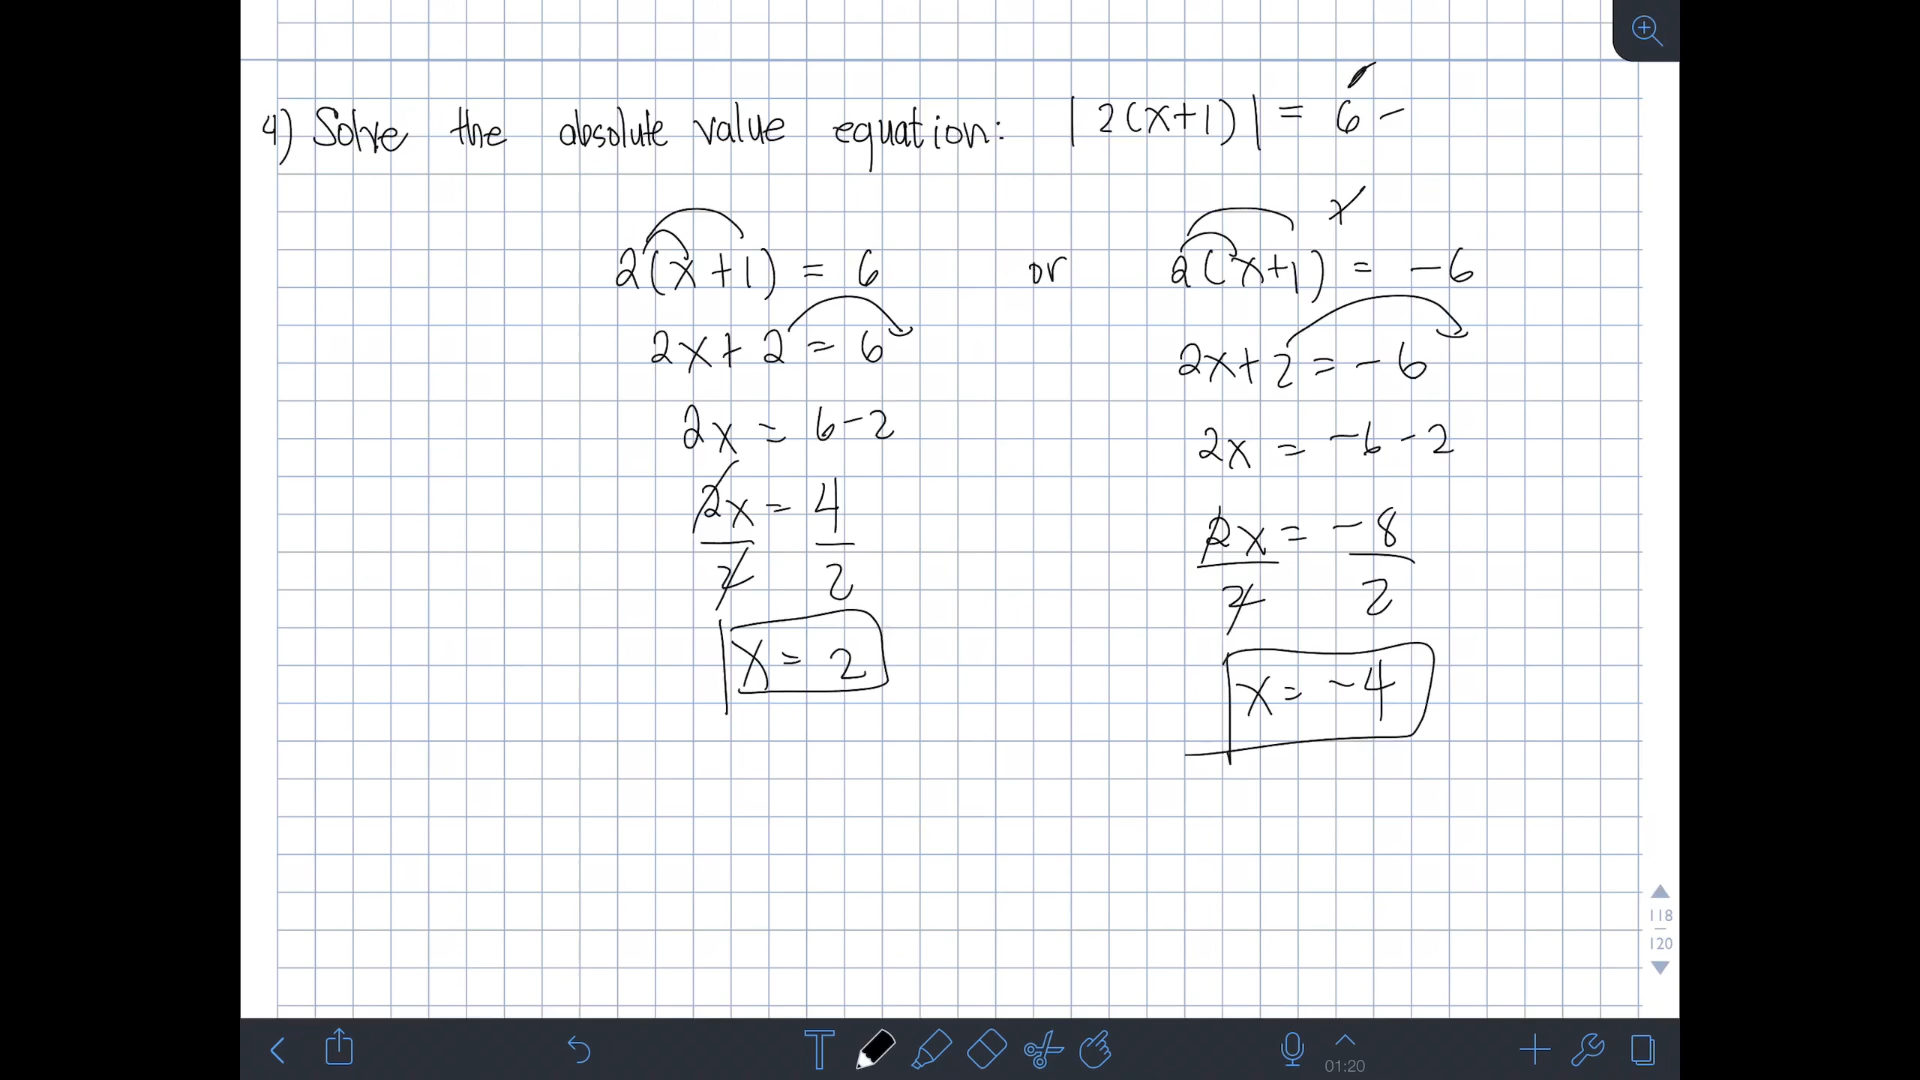 4) Solve the absolute value equation: |2(x+1)| = 6 -
2(x+1) = 6 or 2(x+1) = -6
2x+2 = 6 2x+2 = -6
2x = 6-2 2x = -6-2
2x = 4 2x = -8
2 2 2 2
x = 2 x = -4
118
120
T
01:20